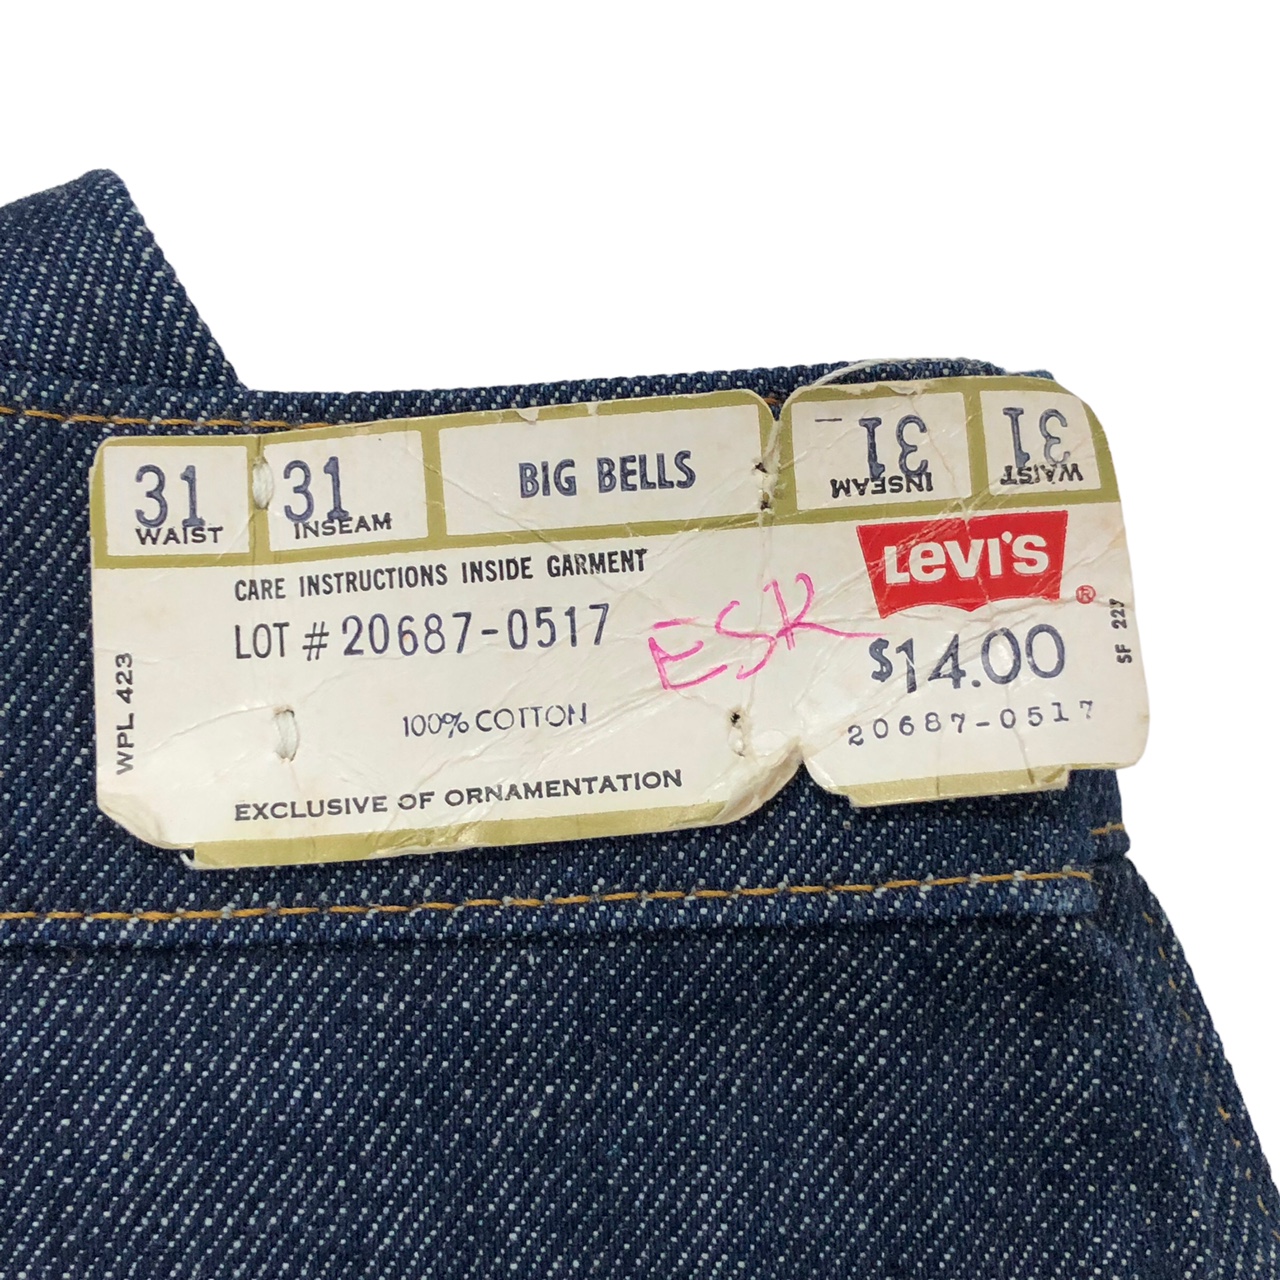 31 31 BIG BELLS 31 31
WAIST INSEAM INSEAM WAIST
CARE INSTRUCTIONS INSIDE GARMENT
LOT # 20687-0517
100% COTTON
EXCLUSIVE OF ORNAMENTATION
WPL 423
ESR
LEVI'S ®
$14.00
20687-0517
SF 227